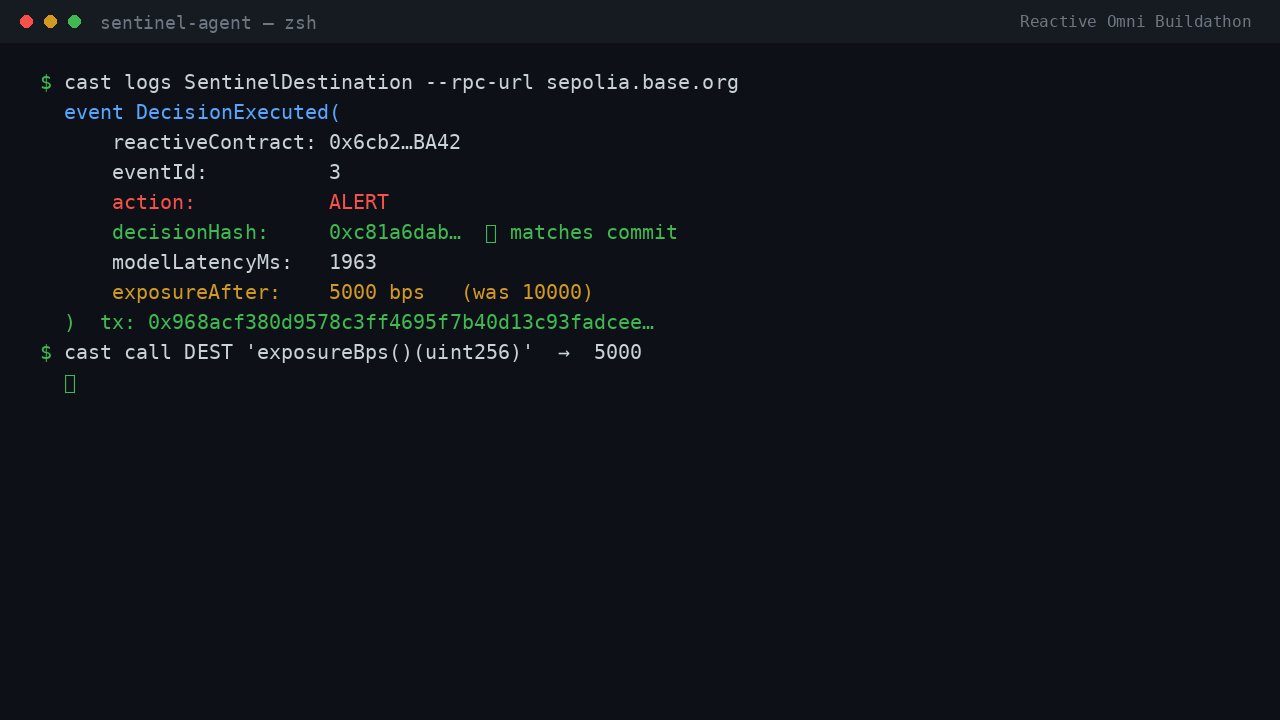 sentinel-agent — zsh
Reactive Omni Buildathon
$ cast logs SentinelDestination --rpc-url sepolia.base.org
event DecisionExecuted(
reactiveContract: 0x6cb2…BA42
eventId: 3
action: ALERT
decisionHash: 0xc81a6dab… ▯ matches commit
modelLatencyMs: 1963
exposureAfter: 5000 bps (was 10000)
) tx: 0x968acf380d9578c3ff4695f7b40d13c93fadcee…
$ cast call DEST 'exposureBps()(uint256)' → 5000
▯